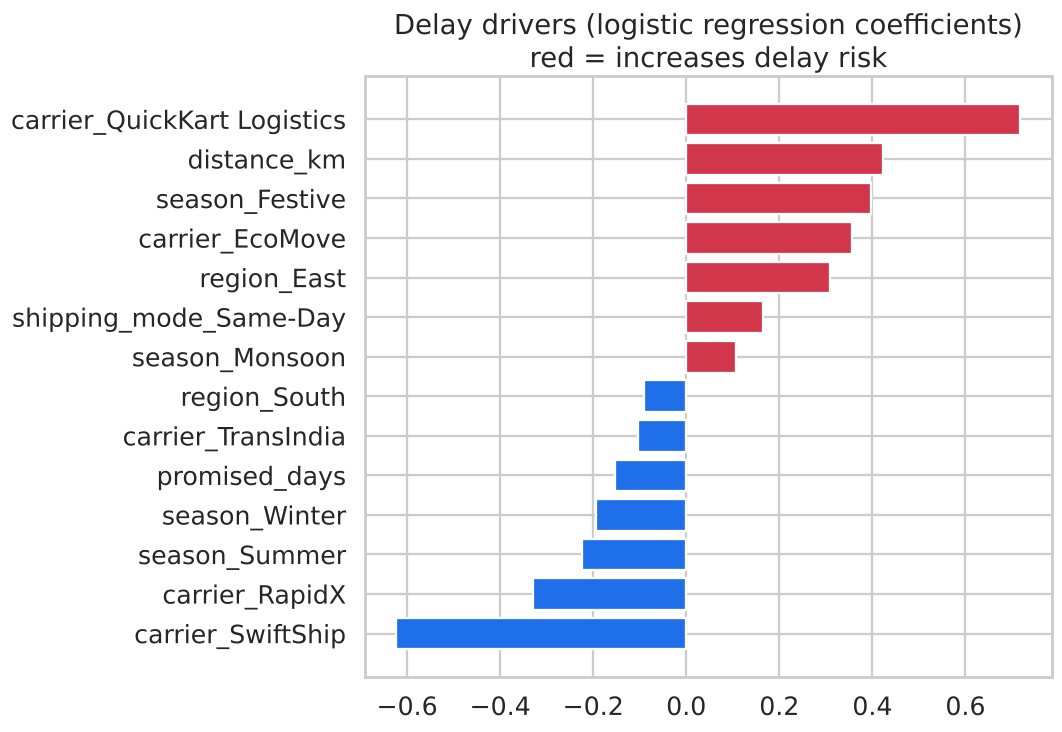 Delay drivers (logistic regression coefficients)
red = increases delay risk
carrier_QuickKart Logistics
distance_km
season_Festive
carrier_EcoMove
region_East
shipping_mode_Same-Day
season_Monsoon
region_South
carrier_TransIndia
promised_days
season_Winter
season_Summer
carrier_RapidX
carrier_SwiftShip
−0.6 −0.4 −0.2 0.0 0.2 0.4 0.6